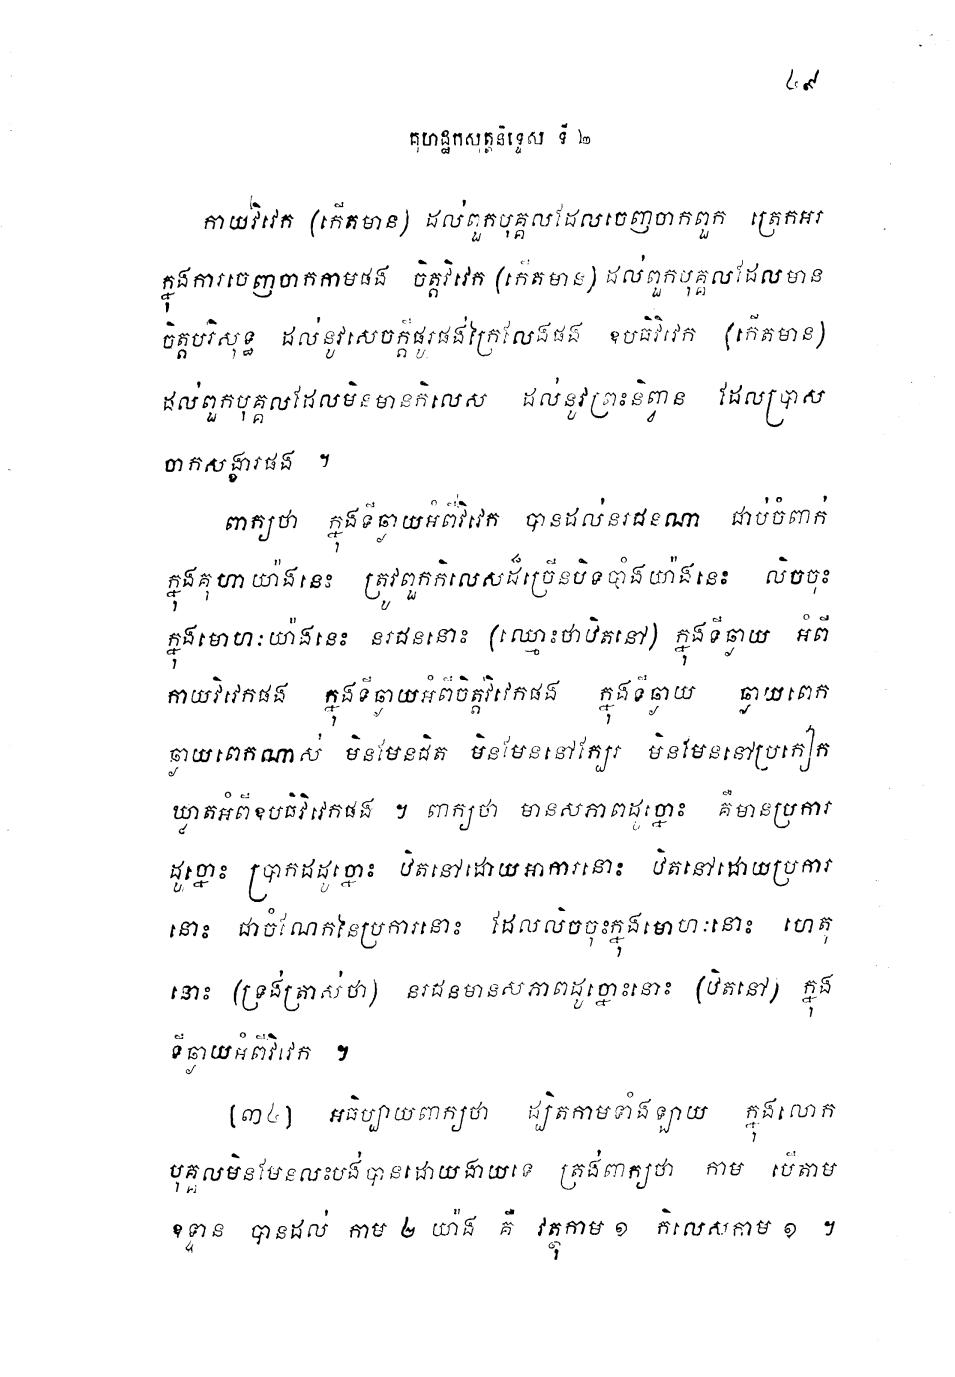 ៤៩
គុហដ្ឋកសុត្តនិទ្ទេស ទី ២
កាយវិវេក (កើតមាន) ដល់ពួកបុគ្គលដែលចេញចាកពួក ត្រេកអរ
ក្នុងការចេញចាកកាមផង ចិត្តវិវេក (កើតមាន) ដល់ពួកបុគ្គលដែលមាន
ចិត្តបរិសុទ្ធ ដល់នូវសេចក្តីផូរផង់ក្រៃលែងផង ឧបធិវិវេក (កើតមាន)
ដល់ពួកបុគ្គលដែលមិនមានកិលេស ដល់នូវព្រះនិព្វាន ដែលប្រាស
ចាកសង្ខារផង ។
ពាក្យថា ក្នុងទីឆ្ងាយអំពីវិវេក បានដល់នរជនណា ជាប់ចំពាក់
ក្នុងគុហាយ៉ាងនេះ ត្រូវពួកកិលេសដ៏ច្រើនបិទបាំងយ៉ាងនេះ លិចចុះ
ក្នុងមោហៈយ៉ាងនេះ នរជននោះ (ឈ្មោះថាឋិតនៅ) ក្នុងទីឆ្ងាយ អំពី
កាយវិវេកផង ក្នុងទីឆ្ងាយអំពីចិត្តវិវេកផង ក្នុងទីឆ្ងាយ ឆ្ងាយពេក
ឆ្ងាយពេកណាស់ មិនមែនជិត មិនមែននៅក្បែរ មិនមែននៅប្រកៀក
ឃ្លាតអំពីឧបធិវិវេកផង ។ ពាក្យថា មានសភាពដូច្នោះ គឺមានប្រការ
ដូច្នោះ ប្រាកដដូច្នោះ ឋិតនៅដោយអាការនោះ ឋិតនៅដោយប្រការ
នោះ ជាចំណែកនៃប្រការនោះ ដែលលិចចុះក្នុងមោហៈនោះ ហេតុ
នោះ (ទ្រង់ត្រាស់ថា) នរជនមានសភាពដូច្នោះនោះ (ឋិតនៅ) ក្នុង
ទីឆ្ងាយអំពីវិវេក ។
(៣៤) អធិប្បាយពាក្យថា ដ្បិតកាមទាំងឡាយ ក្នុងលោក
បុគ្គលមិនមែនលះបង់បានដោយងាយទេ ត្រង់ពាក្យថា កាម បើតាម
ឧទ្ទាន បានដល់ កាម ២ យ៉ាង គឺ វត្ថុកាម ១ កិលេសកាម ១ ។